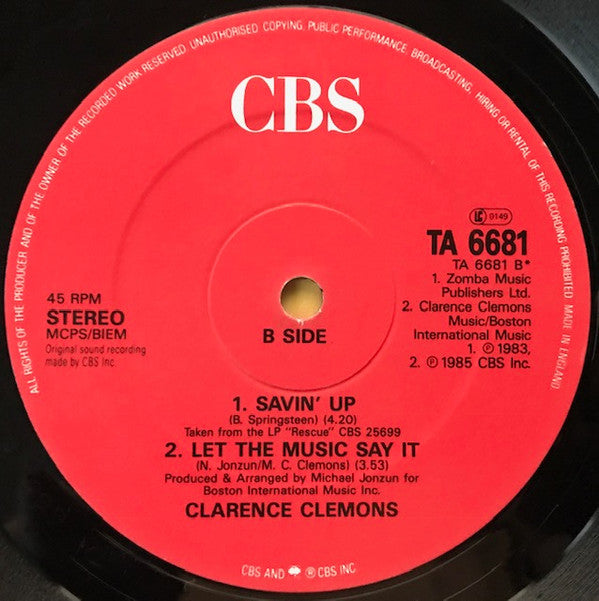 ALL RIGHTS OF THE PRODUCER AND OF THE OWNER OF THE RECORDED WORK RESERVED. UNAUTHORISED COPYING, PUBLIC PERFORMANCE, BROADCASTING, HIRING OR RENTAL OF THIS RECORDING PROHIBITED. MADE IN ENGLAND.
CBS
LC 0149
TA 6681
TA 6681 B*
1. Zomba Music
Publishers Ltd.
2. Clarence Clemons
Music/Boston
International Music
1. ℗ 1983,
2. ℗ 1985 CBS Inc.
45 RPM
STEREO
MCPS/BIEM
Original sound recording
made by CBS Inc.
B SIDE
1. SAVIN' UP
(B. Springsteen) (4.20)
Taken from the LP "Rescue" CBS 25699
2. LET THE MUSIC SAY IT
(N. Jonzun/M. C. Clemons) (3.53)
Produced & Arranged by Michael Jonzun for
Boston International Music Inc.
CLARENCE CLEMONS
CBS AND ® CBS INC.